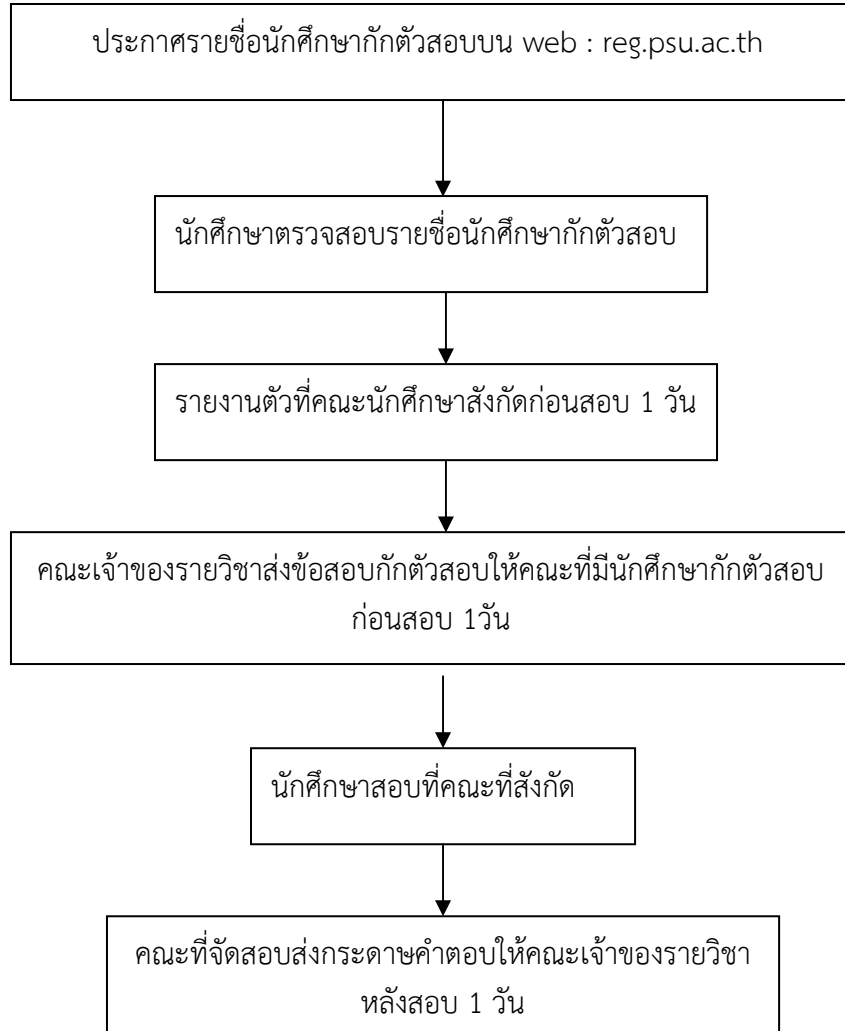 ประกาศรายชื่อนักศึกษากักตัวสอบบน web : reg.psu.ac.th
นักศึกษาตรวจสอบรายชื่อนักศึกษากักตัวสอบ
รายงานตัวที่คณะนักศึกษาสังกัดก่อนสอบ 1 วัน
คณะเจ้าของรายวิชาส่งข้อสอบกักตัวสอบให้คณะที่มีนักศึกษากักตัวสอบ
ก่อนสอบ 1วัน
นักศึกษาสอบที่คณะที่สังกัด
คณะที่จัดสอบส่งกระดาษคำตอบให้คณะเจ้าของรายวิชา
หลังสอบ 1 วัน